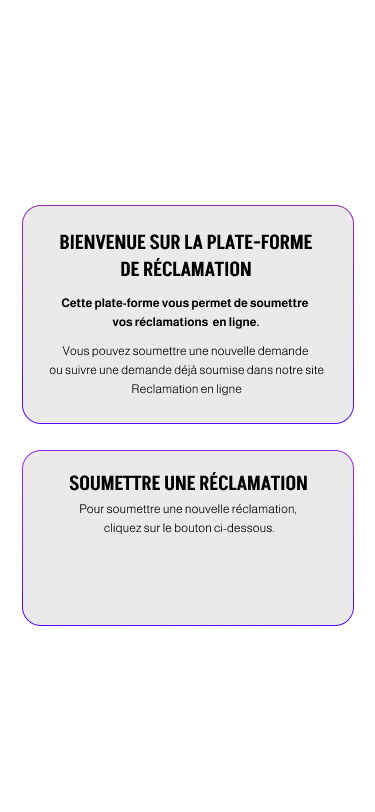 BIENVENUE SUR LA PLATE-FORME
DE RÉCLAMATION
Cette plate-forme vous permet de soumettre
vos réclamations en ligne.
Vous pouvez soumettre une nouvelle demande
ou suivre une demande déjà soumise dans notre site
Reclamation en ligne
SOUMETTRE UNE RÉCLAMATION
Pour soumettre une nouvelle réclamation,
cliquez sur le bouton ci-dessous.